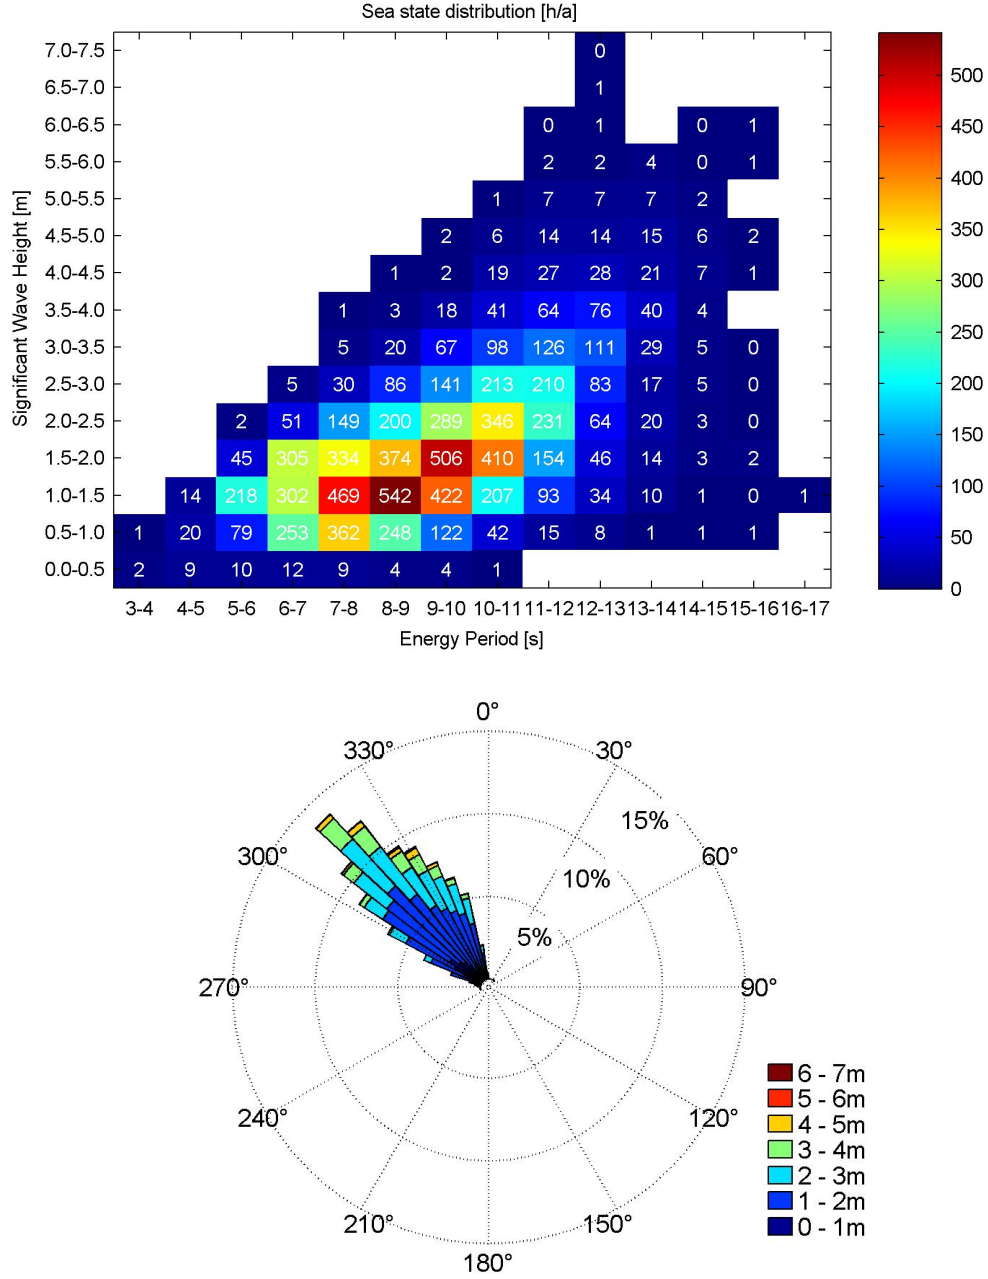 Sea state distribution [h/a]
7.0-7.5 0
6.5-7.0 1 500
6.0-6.5 0 1 0 1 450
5.5-6.0 2 2 4 0 1
5.0-5.5 1 7 7 7 2 400
4.5-5.0 2 6 14 14 15 6 2 350
4.0-4.5 1 2 19 27 28 21 7 1 300
3.5-4.0 1 3 18 41 64 76 40 4
3.0-3.5 5 20 67 98 126 111 29 5 0 250
2.5-3.0 5 30 86 141 213 210 83 17 5 0 200
2.0-2.5 2 51 149 200 289 346 231 64 20 3 0
1.5-2.0 45 305 334 374 506 410 154 46 14 3 2 150
1.0-1.5 14 218 302 469 542 422 207 93 34 10 1 0 1 100
0.5-1.0 1 20 79 253 362 248 122 42 15 8 1 1 1 50
0.0-0.5 2 9 10 12 9 4 4 1 0
3-4 4-5 5-6 6-7 7-8 8-9 9-10 10-11 11-12 12-13 13-14 14-15 15-16 16-17
Energy Period [s]
Significant Wave Height [m]
0°
330° 30°
15%
300° 60°
10%
5%
270° 90°
240° 120°
210° 150°
180°
6 - 7m
5 - 6m
4 - 5m
3 - 4m
2 - 3m
1 - 2m
0 - 1m